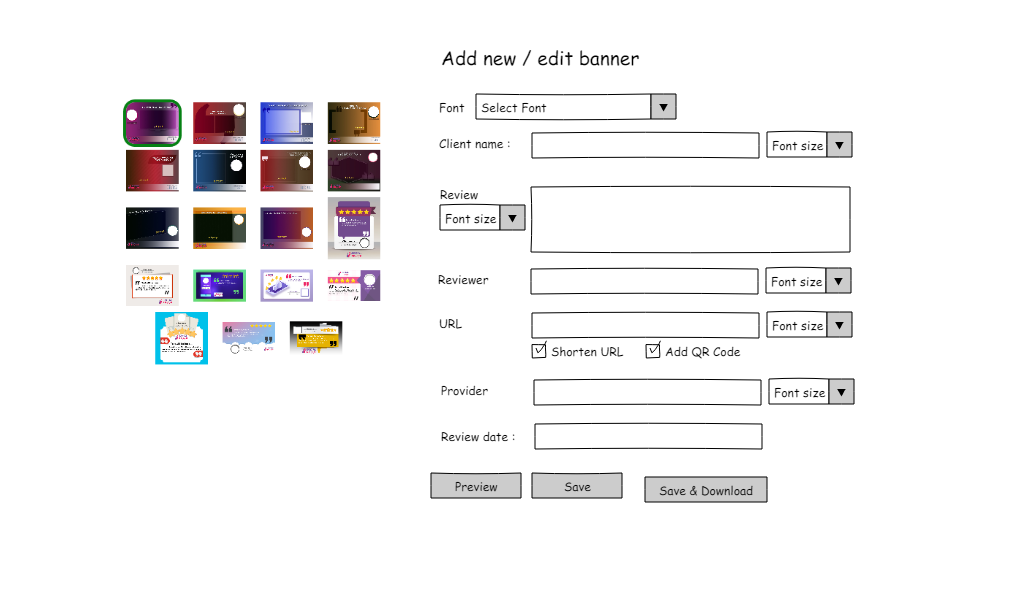 Add new / edit banner
Font
Select Font
Client name :
Font size
Review
Font size
Reviewer
Font size
URL
Font size
Shorten URL
Add QR Code
Provider
Font size
Review date :
Preview
Save
Save & Download